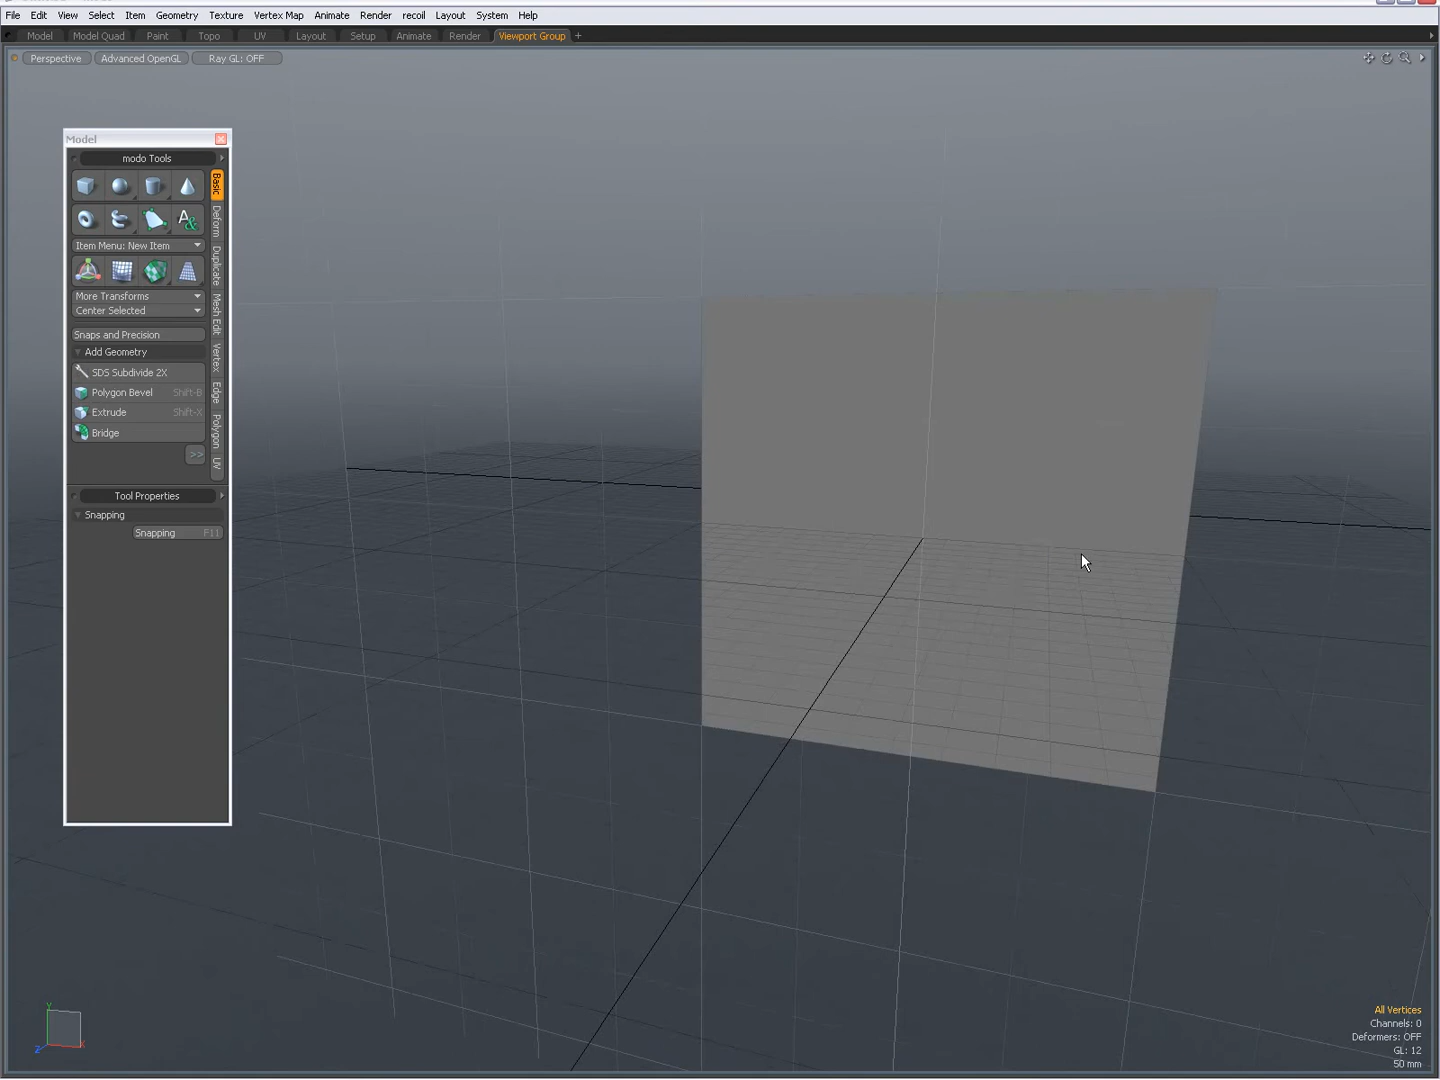 File Edit View Select Item Geometry Texture Vertex Map Animate Render recoil Layout System Help
Model Model Quad Paint Topo UV Layout Setup Animate Render Viewport Group +
Perspective Advanced OpenGL Ray GL: OFF
Model
modo Tools
Basic
Deform
Duplicate
Mesh Edit
Vertex
Edge
Polygon
UV
Item Menu: New Item
More Transforms
Center Selected
Snaps and Precision
Add Geometry
SDS Subdivide 2X
Polygon Bevel Shift-B
Extrude Shift-X
Bridge
>>
Tool Properties
Snapping
Snapping F11
Y
Z X
All Vertices
Channels: 0
Deformers: OFF
GL: 12
50 mm